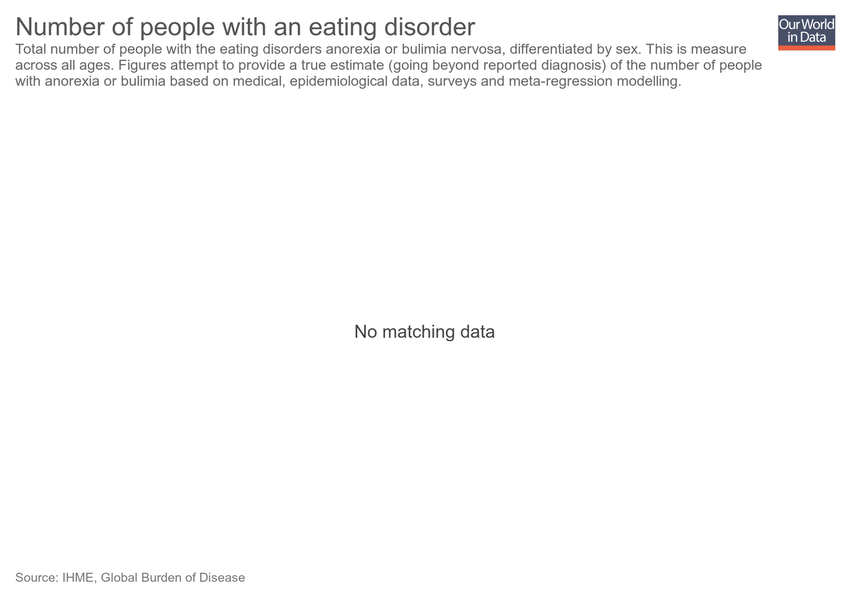 Number of people with an eating disorder
Our World
in Data
Total number of people with the eating disorders anorexia or bulimia nervosa, differentiated by sex. This is measure
across all ages. Figures attempt to provide a true estimate (going beyond reported diagnosis) of the number of people
with anorexia or bulimia based on medical, epidemiological data, surveys and meta-regression modelling.
No matching data
Source: IHME, Global Burden of Disease